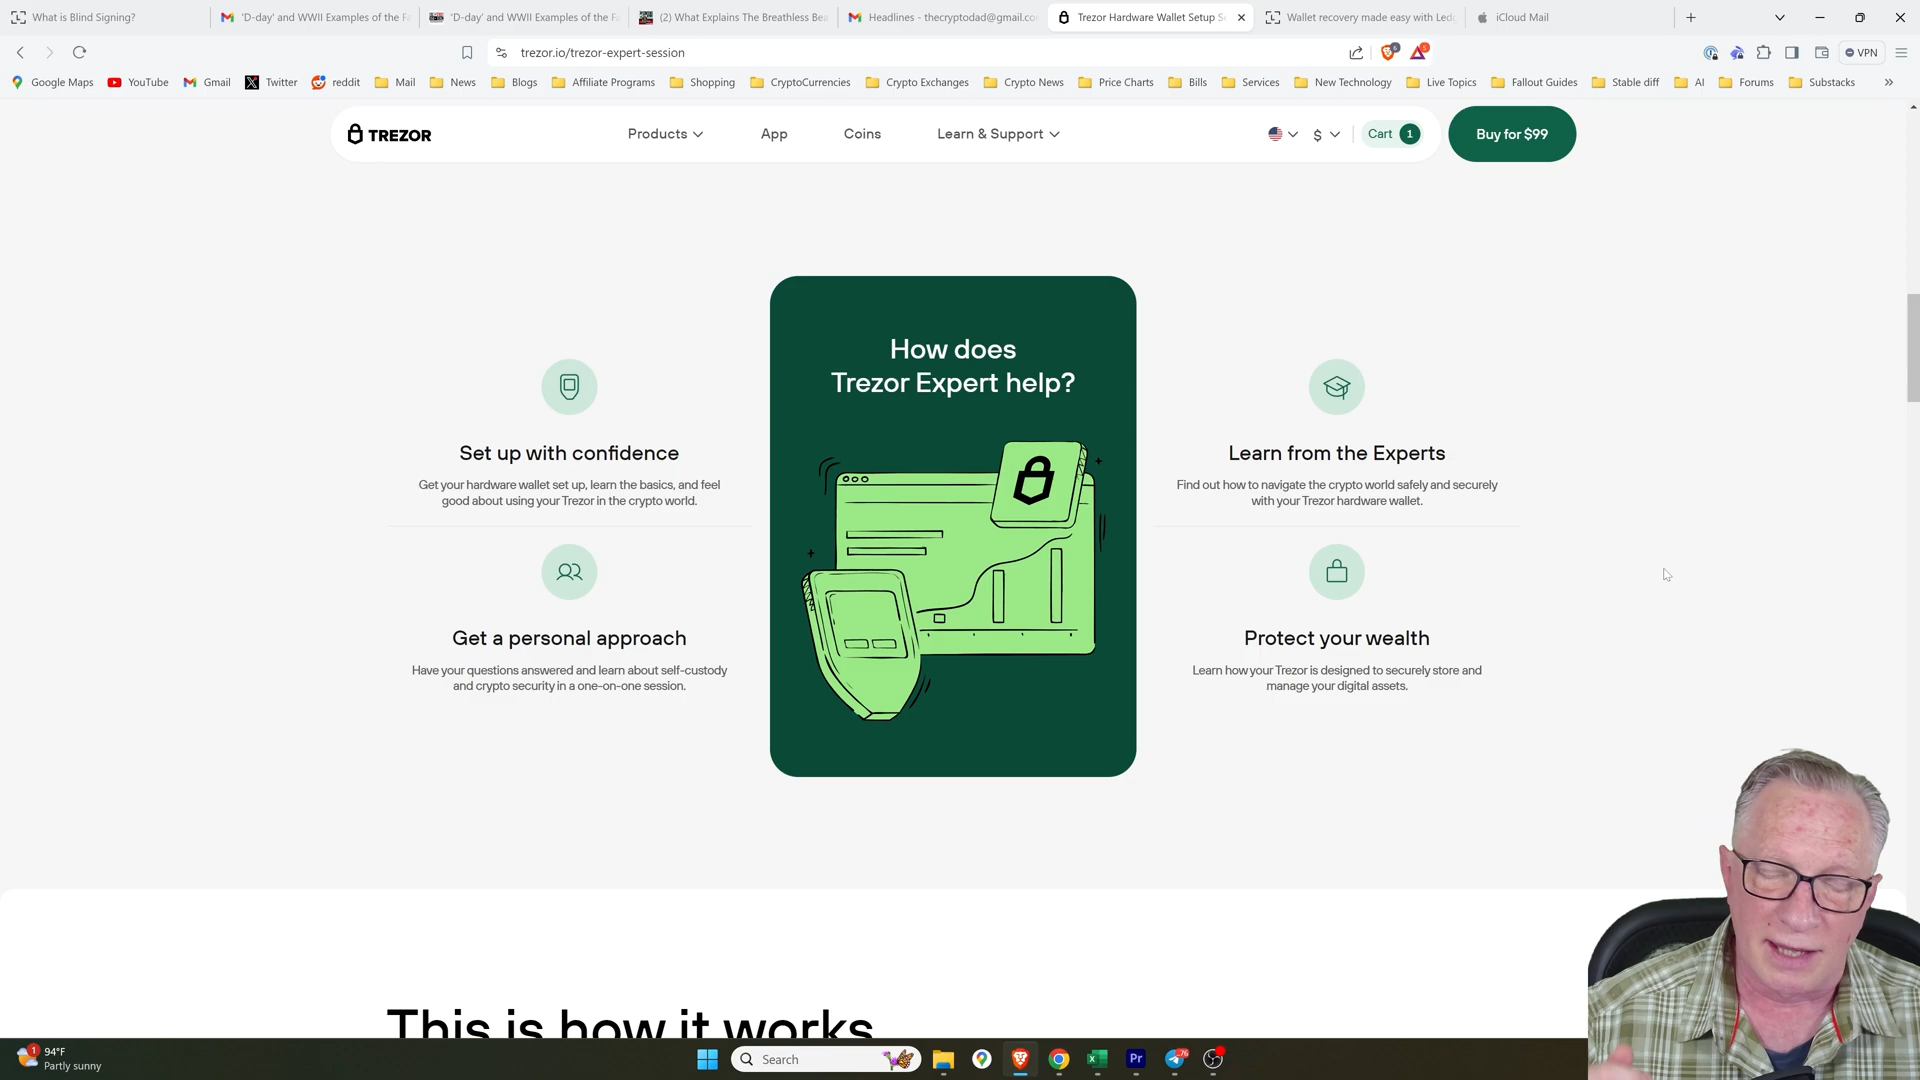 What is Blind Signing?
'D-day' and WWII Examples of the Fa
'D-day' and WWII Examples of the Fa
(2) What Explains The Breathless Bea
Headlines - thecryptodad@gmail.co
Trezor Hardware Wallet Setup S
Wallet recovery made easy with Led
iCloud Mail
trezor.io/trezor-expert-session
6
5
VPN
Google Maps
YouTube
Gmail
Twitter
reddit
Mail
News
Blogs
Affiliate Programs
Shopping
CryptoCurrencies
Crypto Exchanges
Crypto News
Price Charts
Bills
Services
New Technology
Live Topics
Fallout Guides
Stable diff
AI
Forums
Substacks
TREZOR
Products
App
Coins
Learn & Support
$
Cart 1
Buy for $99
How does
Trezor Expert help?
Set up with confidence
Get your hardware wallet set up, learn the basics, and feel
good about using your Trezor in the crypto world.
Get a personal approach
Have your questions answered and learn about self-custody
and crypto security in a one-on-one session.
Learn from the Experts
Find out how to navigate the crypto world safely and securely
with your Trezor hardware wallet.
Protect your wealth
Learn how your Trezor is designed to securely store and
manage your digital assets.
This is how it works
1
94°F
Partly sunny
Search
Pr
76